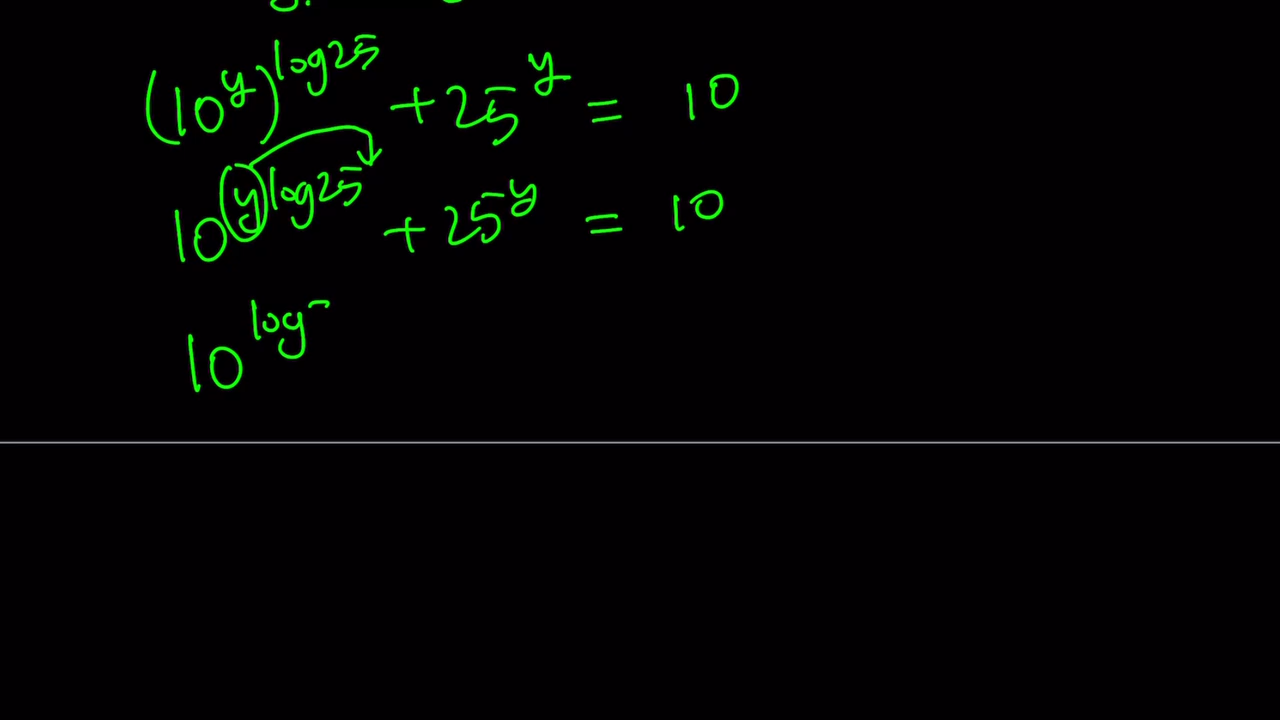 (10^y)^log25 + 25^y = 10
10^y log25 + 25^y = 10
10^log